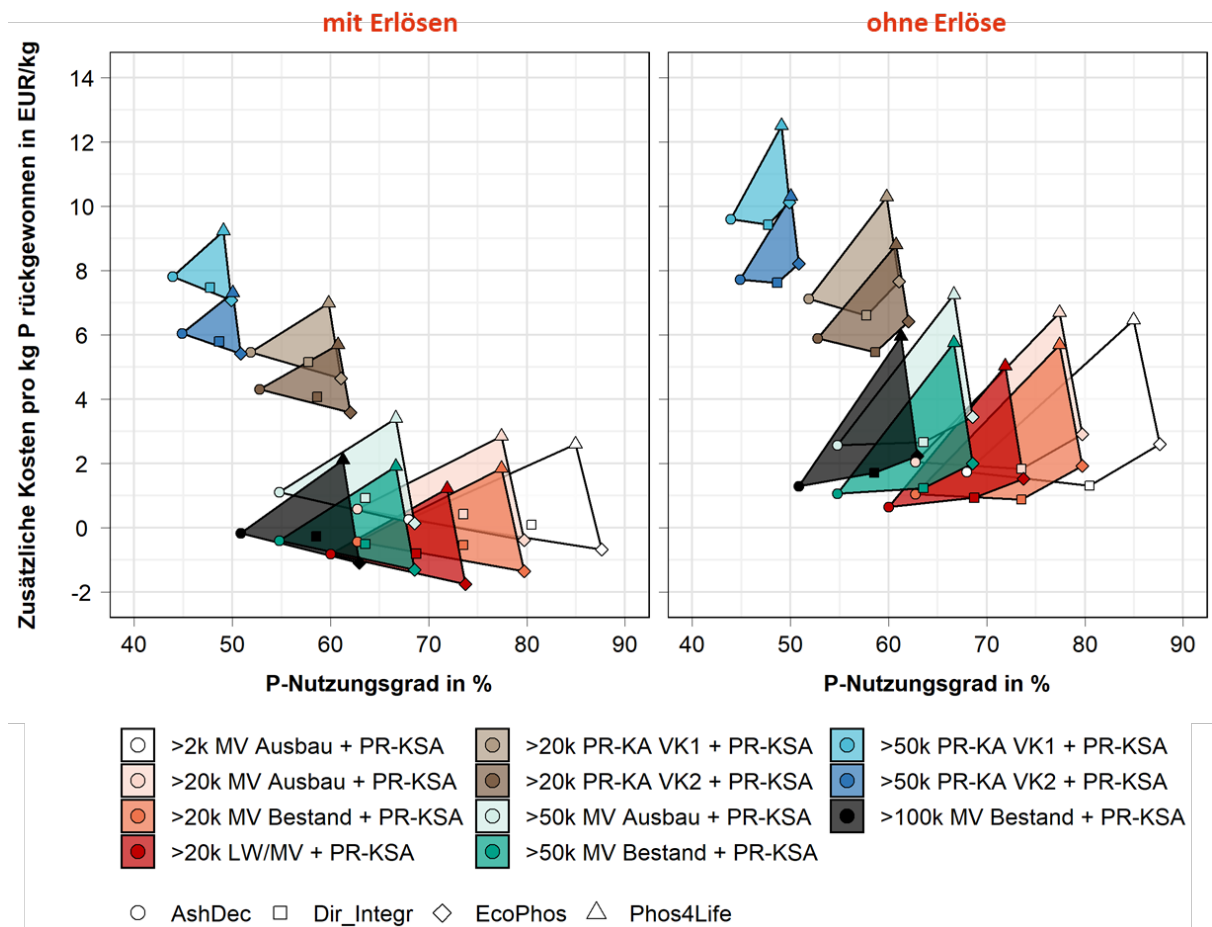 mit Erlösen
ohne Erlöse
Zusätzliche Kosten pro kg P rückgewonnen in EUR/kg
14
12
10
8
6
4
2
0
-2
40 50 60 70 80 90
40 50 60 70 80 90
P-Nutzungsgrad in %
P-Nutzungsgrad in %
>2k MV Ausbau + PR-KSA
>20k MV Ausbau + PR-KSA
>20k MV Bestand + PR-KSA
>20k LW/MV + PR-KSA
>20k PR-KA VK1 + PR-KSA
>20k PR-KA VK2 + PR-KSA
>50k MV Ausbau + PR-KSA
>50k MV Bestand + PR-KSA
>50k PR-KA VK1 + PR-KSA
>50k PR-KA VK2 + PR-KSA
>100k MV Bestand + PR-KSA
AshDec Dir_Integr EcoPhos Phos4Life